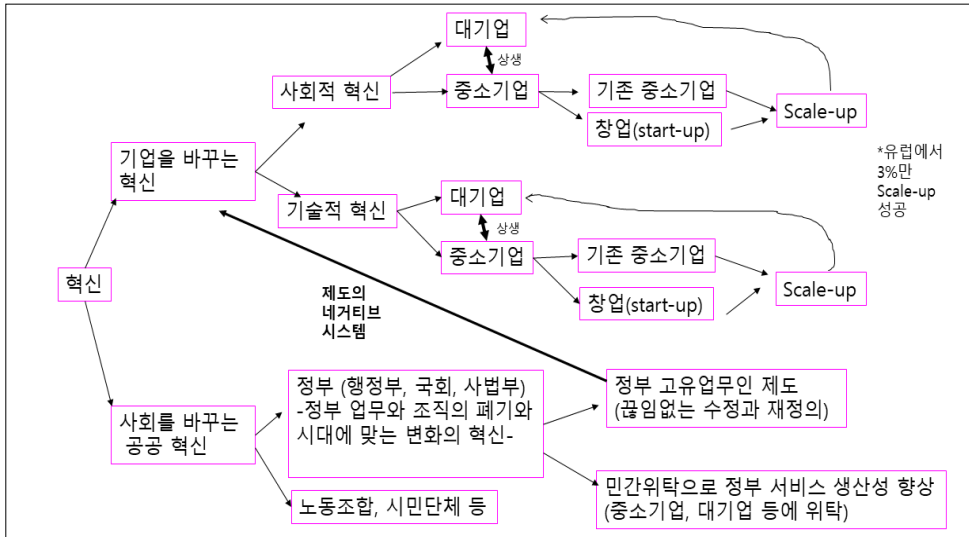 대기업
상생
사회적 혁신
중소기업
기존 중소기업
창업(start-up)
Scale-up
*유럽에서
3%만
Scale-up
성공
기업을 바꾸는
혁신
기술적 혁신
대기업
상생
중소기업
기존 중소기업
창업(start-up)
Scale-up
혁신
제도의
네거티브
시스템
사회를 바꾸는
공공 혁신
정부 (행정부, 국회, 사법부)
-정부 업무와 조직의 폐기와
시대에 맞는 변화의 혁신-
정부 고유업무인 제도
(끊임없는 수정과 재정의)
노동조합, 시민단체 등
민간위탁으로 정부 서비스 생산성 향상
(중소기업, 대기업 등에 위탁)